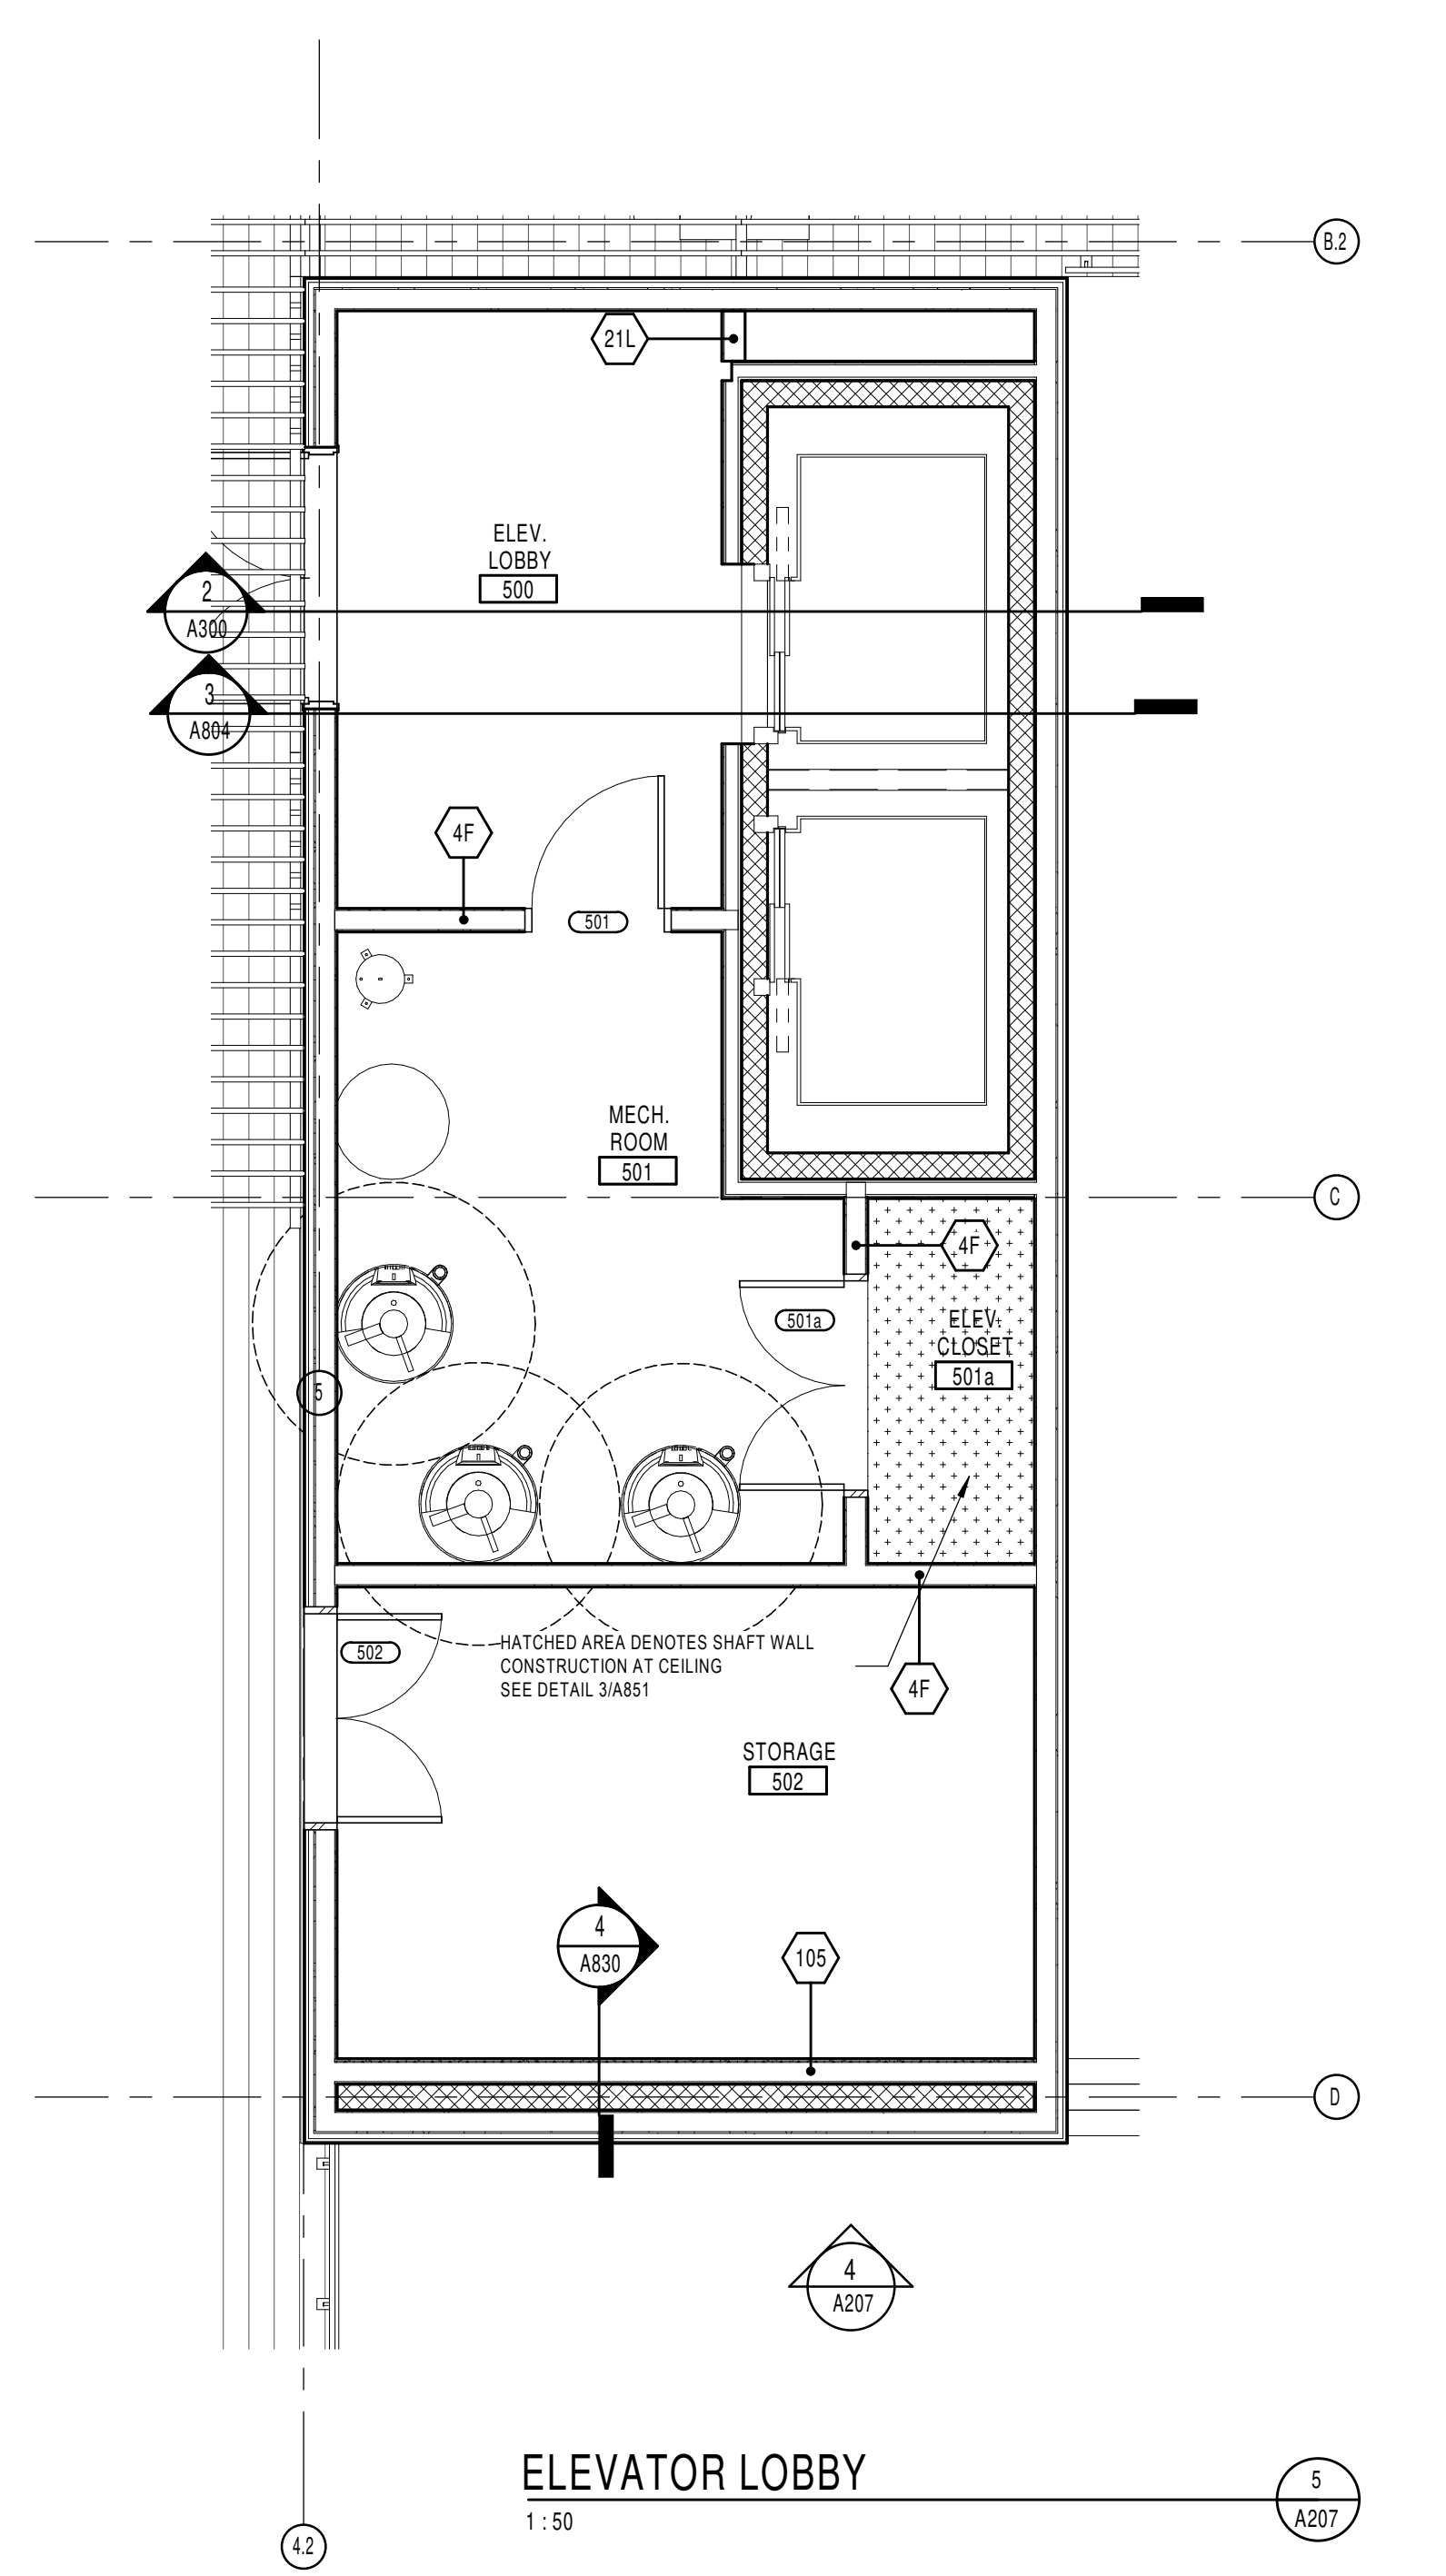 B.2
21L
ELEV.
LOBBY
500
2
A300
3
A804
4F
501
MECH.
ROOM
501
C
4F
501a
ELEV.
CLOSET
501a
5
502
HATCHED AREA DENOTES SHAFT WALL
CONSTRUCTION AT CEILING
SEE DETAIL 3/A851
4F
STORAGE
502
4
A830
105
D
4
A207
ELEVATOR LOBBY
1 : 50
5
A207
4.2